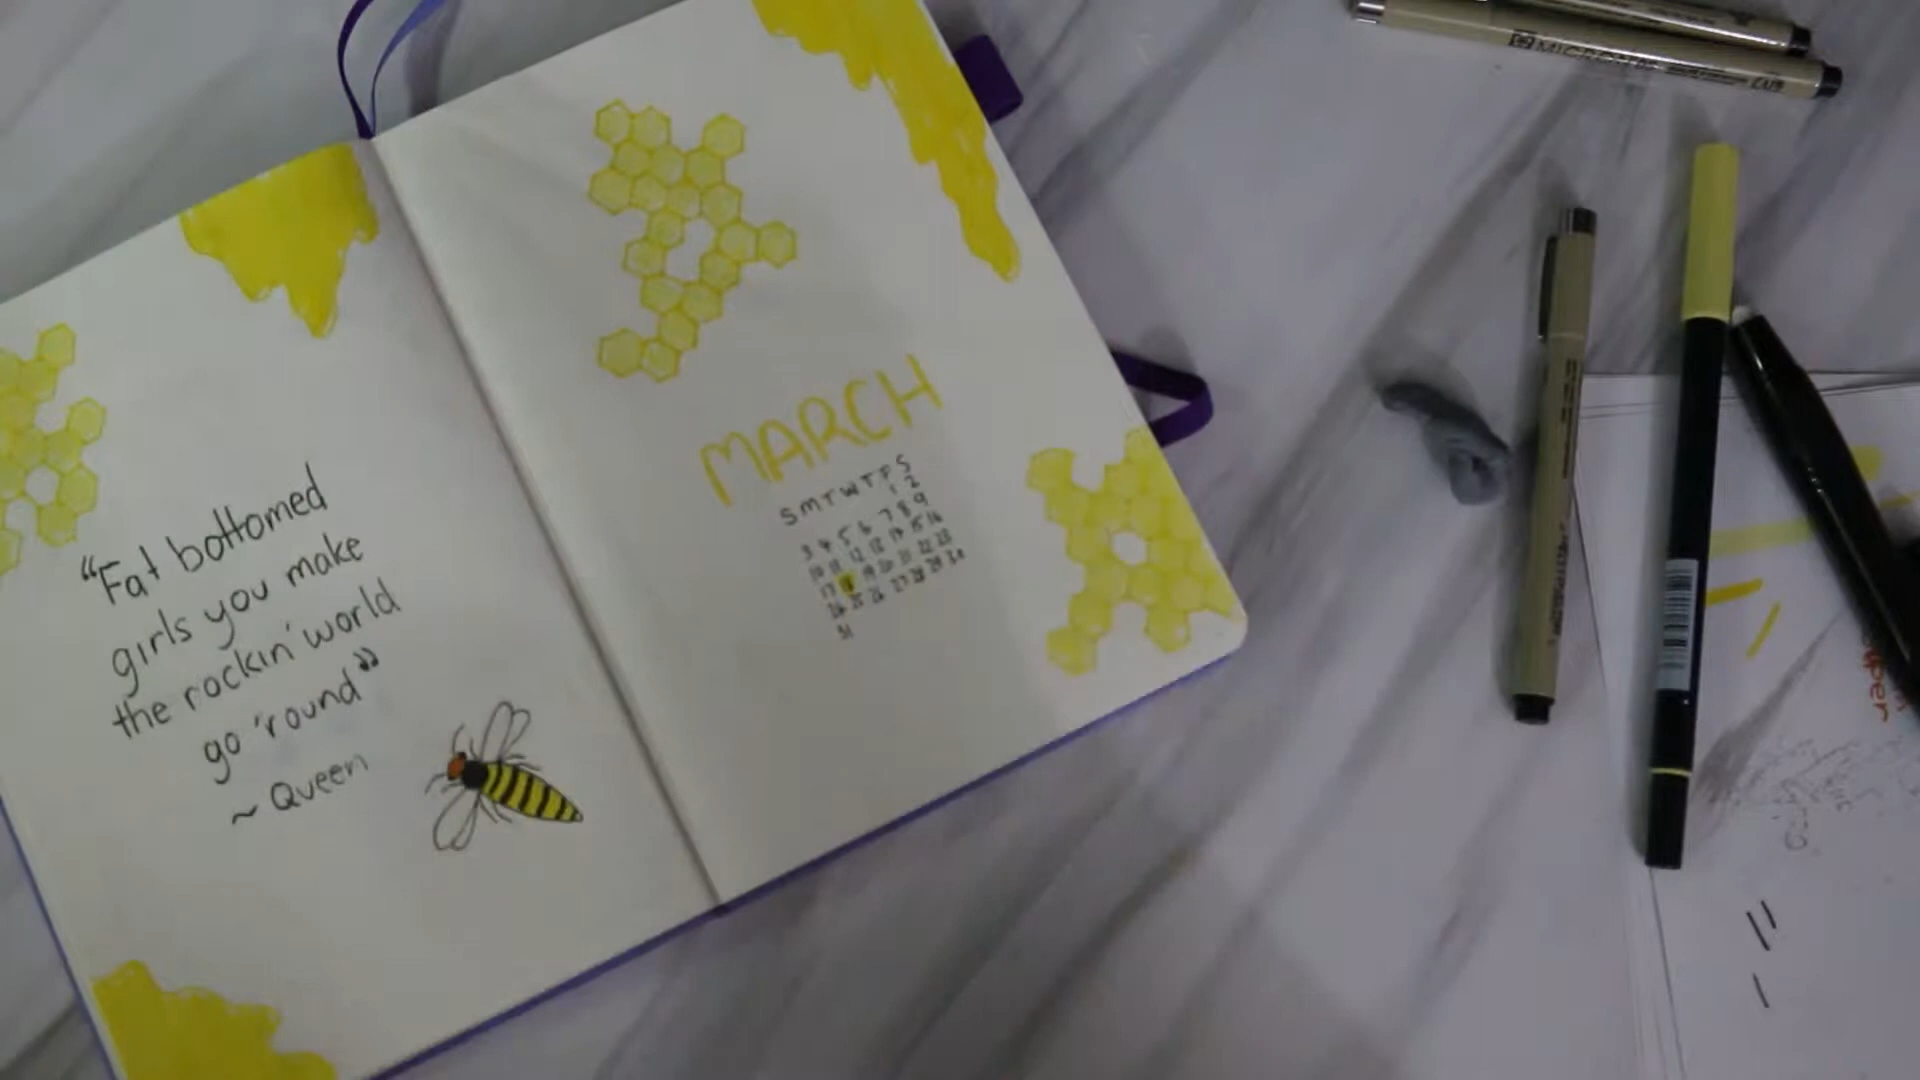 "Fat bottomed
girls you make
the rockin' world
go 'round"
~ Queen
MARCH
S M T W T F S
1 2
3 4 5 6 7 8 9
10 11 12 13 14 15 16
17 18 19 20 21 22 23
24 25 26 27 28 29 30
31
MICRON